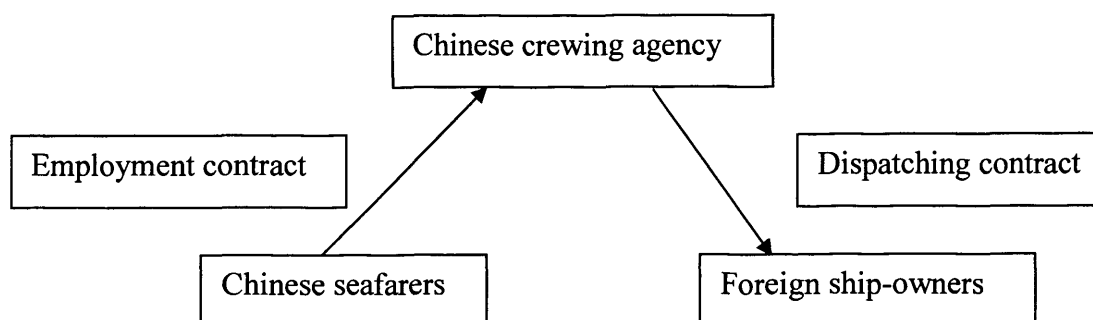 Chinese crewing agency
Employment contract
Dispatching contract
Chinese seafarers
Foreign ship-owners